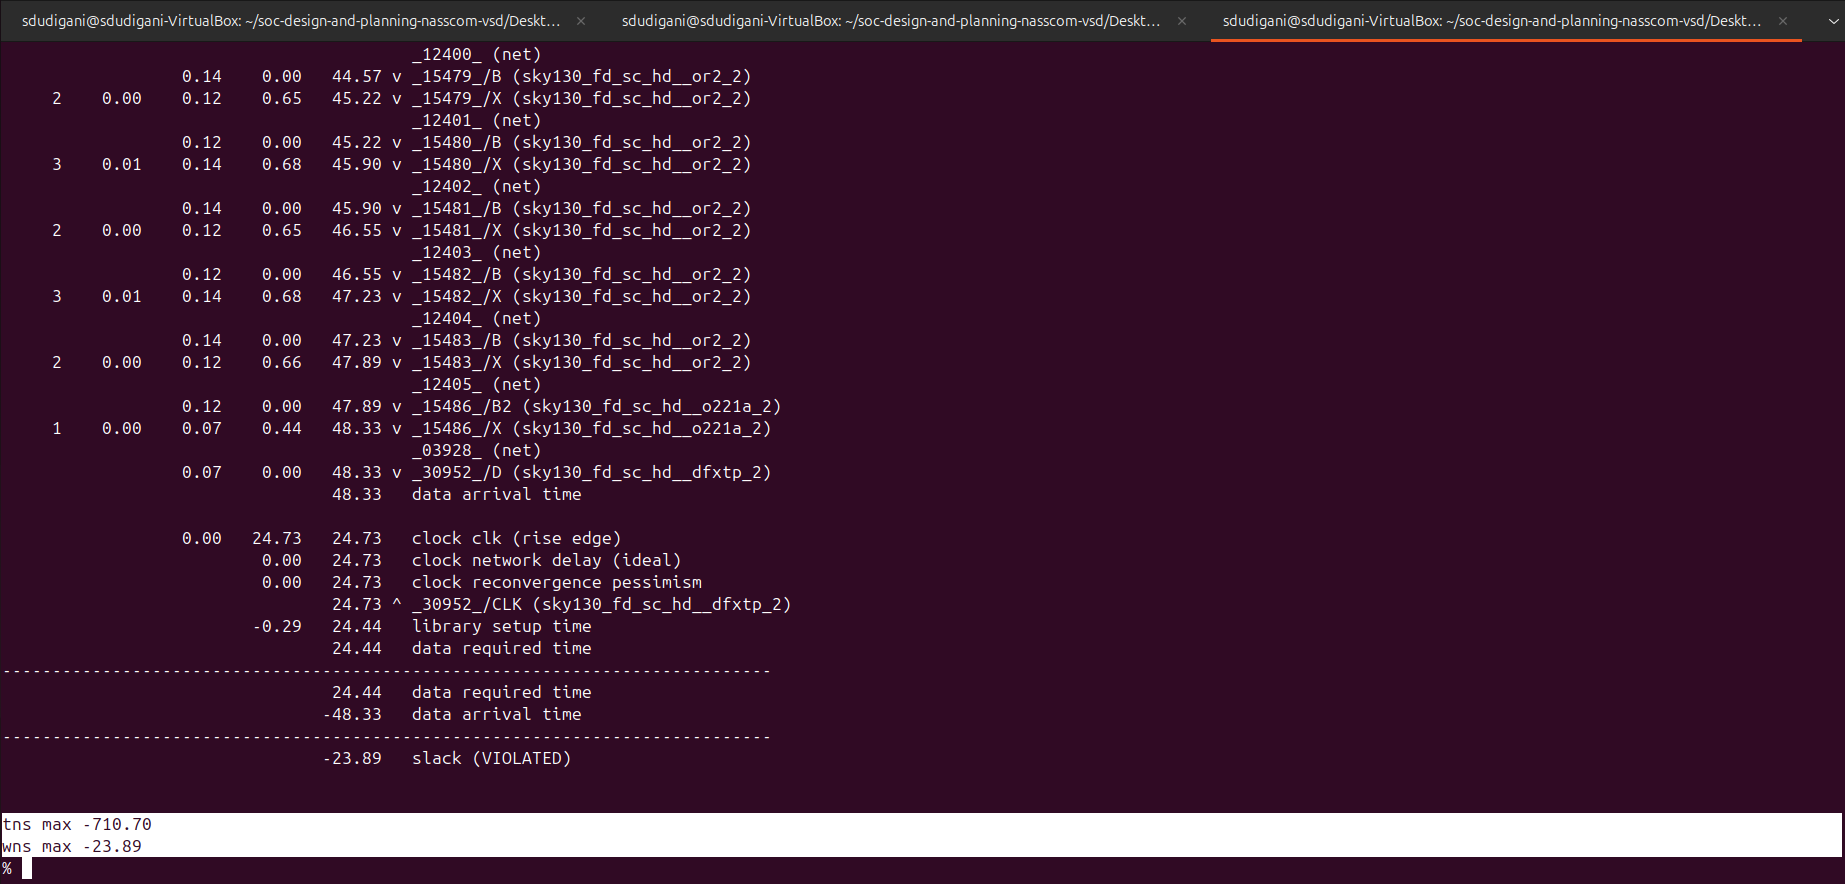 sdudigani@sdudigani-VirtualBox: ~/soc-design-and-planning-nasscom-vsd/Deskt... × sdudigani@sdudigani-VirtualBox: ~/soc-design-and-planning-nasscom-vsd/Deskt... × sdudigani@sdudigani-VirtualBox: ~/soc-design-and-planning-nasscom-vsd/Deskt... ×
_12400_ (net)
0.14 0.00 44.57 v _15479_/B (sky130_fd_sc_hd__or2_2)
2 0.00 0.12 0.65 45.22 v _15479_/X (sky130_fd_sc_hd__or2_2)
_12401_ (net)
0.12 0.00 45.22 v _15480_/B (sky130_fd_sc_hd__or2_2)
3 0.01 0.14 0.68 45.90 v _15480_/X (sky130_fd_sc_hd__or2_2)
_12402_ (net)
0.14 0.00 45.90 v _15481_/B (sky130_fd_sc_hd__or2_2)
2 0.00 0.12 0.65 46.55 v _15481_/X (sky130_fd_sc_hd__or2_2)
_12403_ (net)
0.12 0.00 46.55 v _15482_/B (sky130_fd_sc_hd__or2_2)
3 0.01 0.14 0.68 47.23 v _15482_/X (sky130_fd_sc_hd__or2_2)
_12404_ (net)
0.14 0.00 47.23 v _15483_/B (sky130_fd_sc_hd__or2_2)
2 0.00 0.12 0.66 47.89 v _15483_/X (sky130_fd_sc_hd__or2_2)
_12405_ (net)
0.12 0.00 47.89 v _15486_/B2 (sky130_fd_sc_hd__o221a_2)
1 0.00 0.07 0.44 48.33 v _15486_/X (sky130_fd_sc_hd__o221a_2)
_03928_ (net)
0.07 0.00 48.33 v _30952_/D (sky130_fd_sc_hd__dfxtp_2)
48.33 data arrival time
0.00 24.73 24.73 clock clk (rise edge)
0.00 24.73 clock network delay (ideal)
0.00 24.73 clock reconvergence pessimism
24.73 ^ _30952_/CLK (sky130_fd_sc_hd__dfxtp_2)
-0.29 24.44 library setup time
24.44 data required time
-----------------------------------------------------------------------------
24.44 data required time
-48.33 data arrival time
-----------------------------------------------------------------------------
-23.89 slack (VIOLATED)
tns max -710.70
wns max -23.89
%